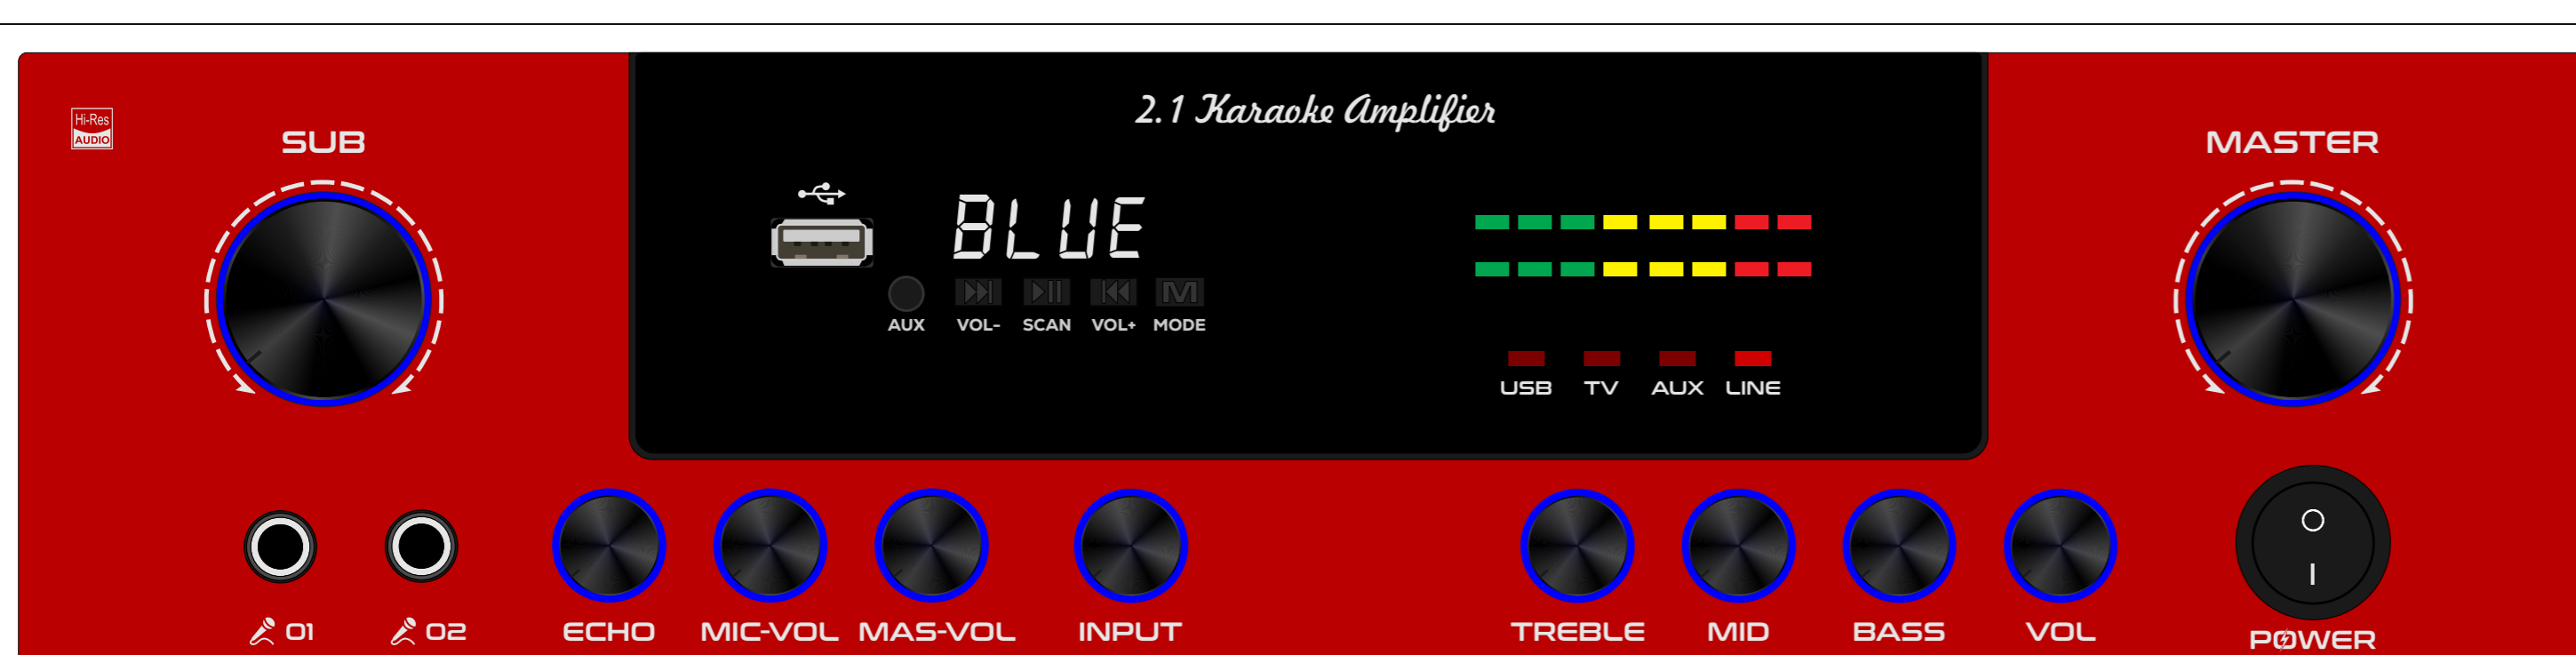 2.1 Karaoke Amplifier
Hi-Res
AUDIO
SUB
MASTER
BLUE
M
AUX VOL- SCAN VOL+ MODE
USB TV AUX LINE
01 02 ECHO MIC-VOL MAS-VOL INPUT TREBLE MID BASS VOL POWER